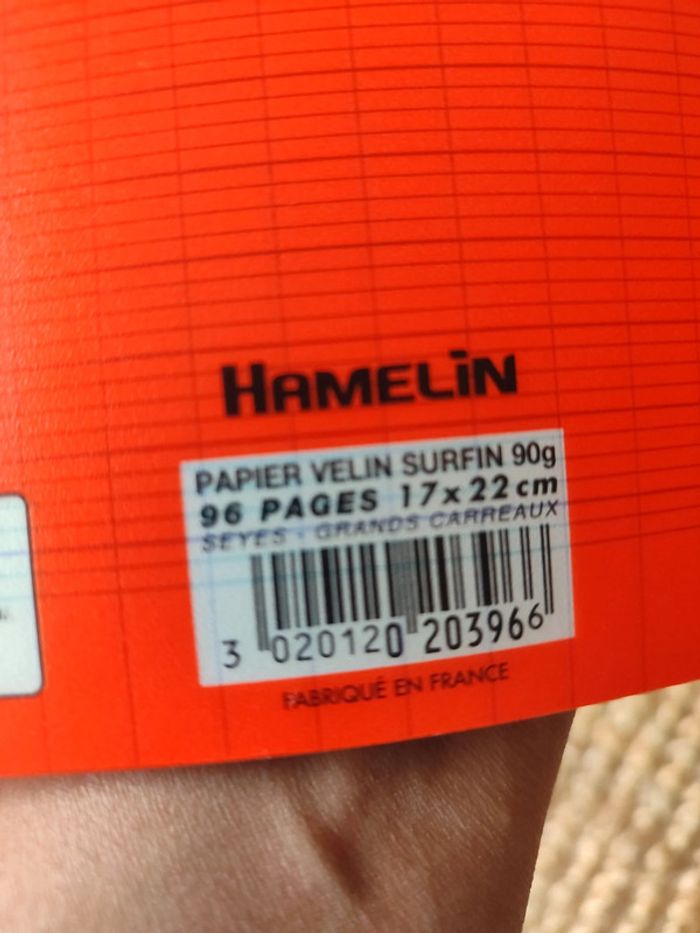 HAMELIN
PAPIER VELIN SURFIN 90g
96 PAGES 17x22cm
SEYES - GRANDS CARREAUX
3 020120 203966
FABRIQUÉ EN FRANCE